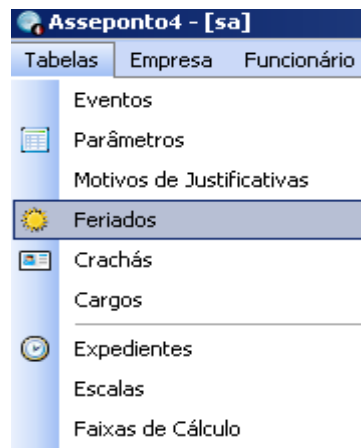 Asseponto4 - [sa]
Tabelas Empresa Funcionário
Eventos
Parâmetros
Motivos de Justificativas
Feriados
Crachás
Cargos
Expedientes
Escalas
Faixas de Cálculo